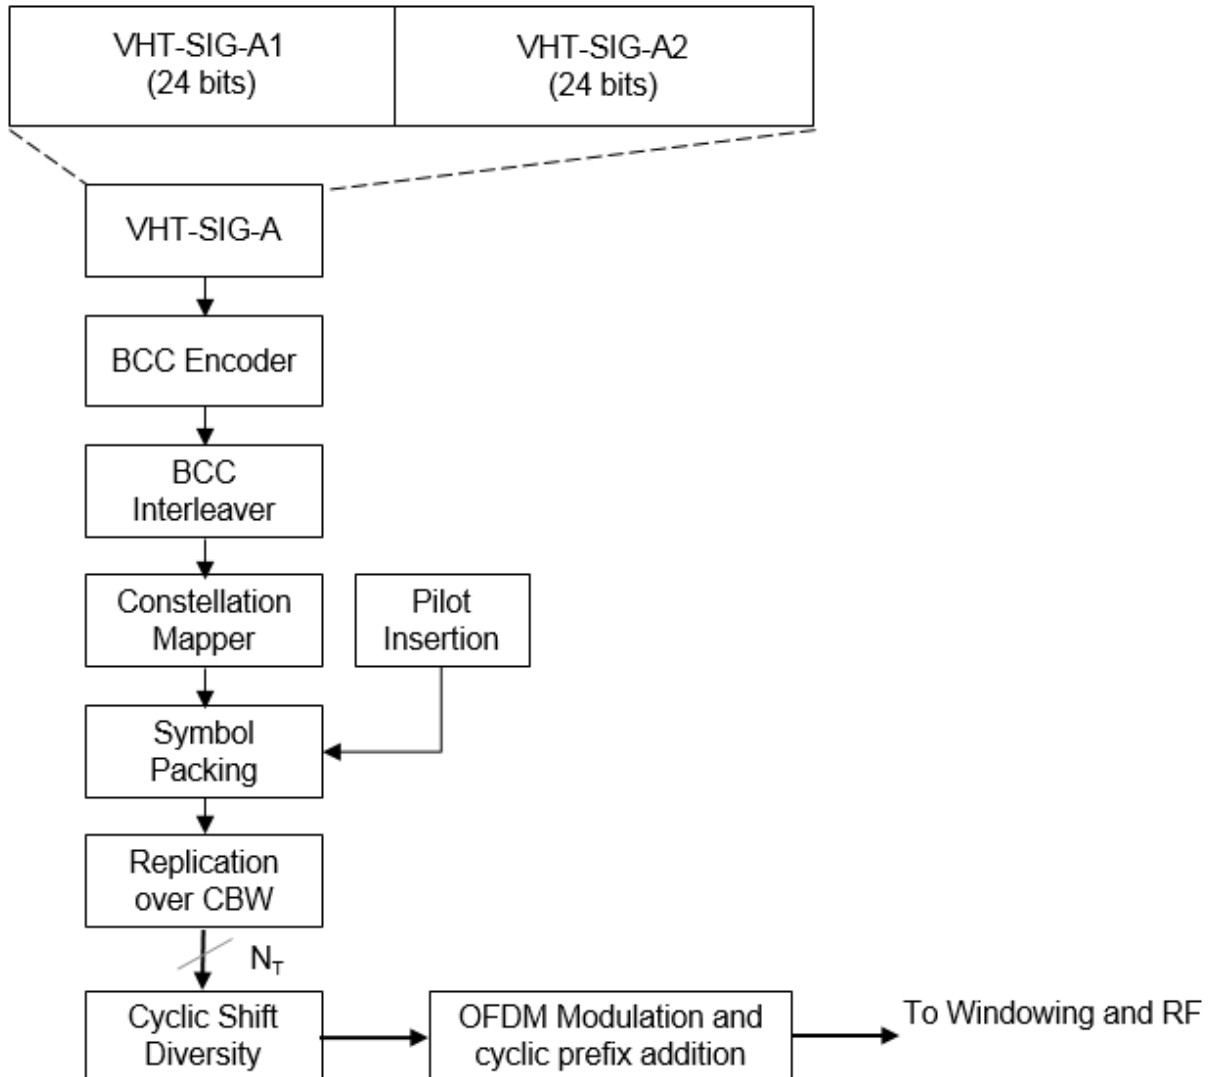 VHT-SIG-A1
(24 bits)
VHT-SIG-A2
(24 bits)
VHT-SIG-A
BCC Encoder
BCC
Interleaver
Constellation
Mapper
Pilot
Insertion
Symbol
Packing
Replication
over CBW
N_T
Cyclic Shift
Diversity
OFDM Modulation and
cyclic prefix addition
To Windowing and RF